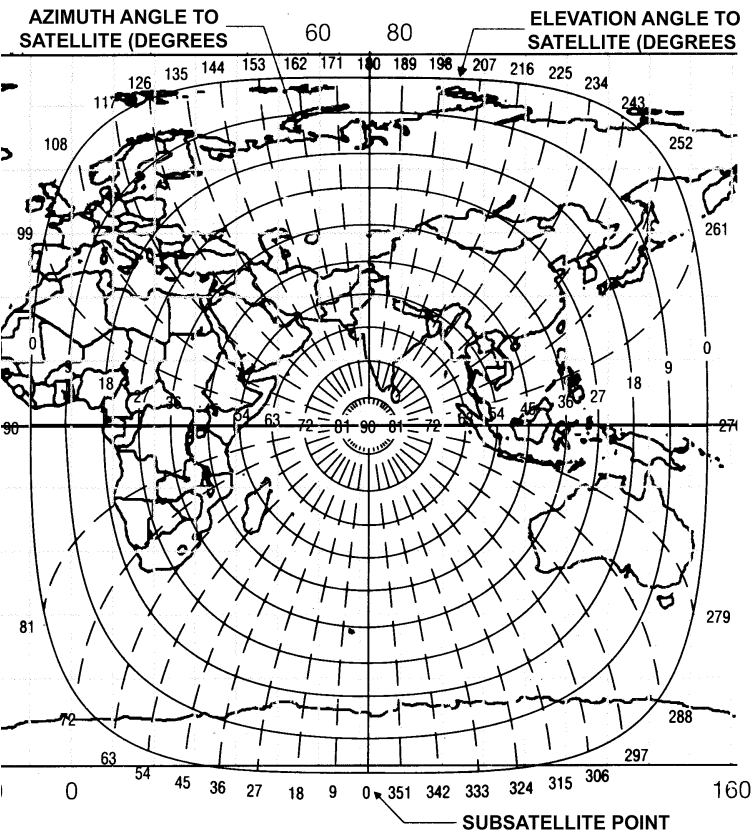 AZIMUTH ANGLE TO
SATELLITE (DEGREES
ELEVATION ANGLE TO
SATELLITE (DEGREES
60 80
117 126 135 144 153 162 171 180 189 198 207 216 225 234 243
108 252
99 261
0 0
9
18 27 36 18
27
36
45
54 63 72 81 90 81 72 63 54
90 270
81 279
72 288
63 297
54 45 36 27 18 9 0 351 342 333 324 315 306
0 160
SUBSATELLITE POINT